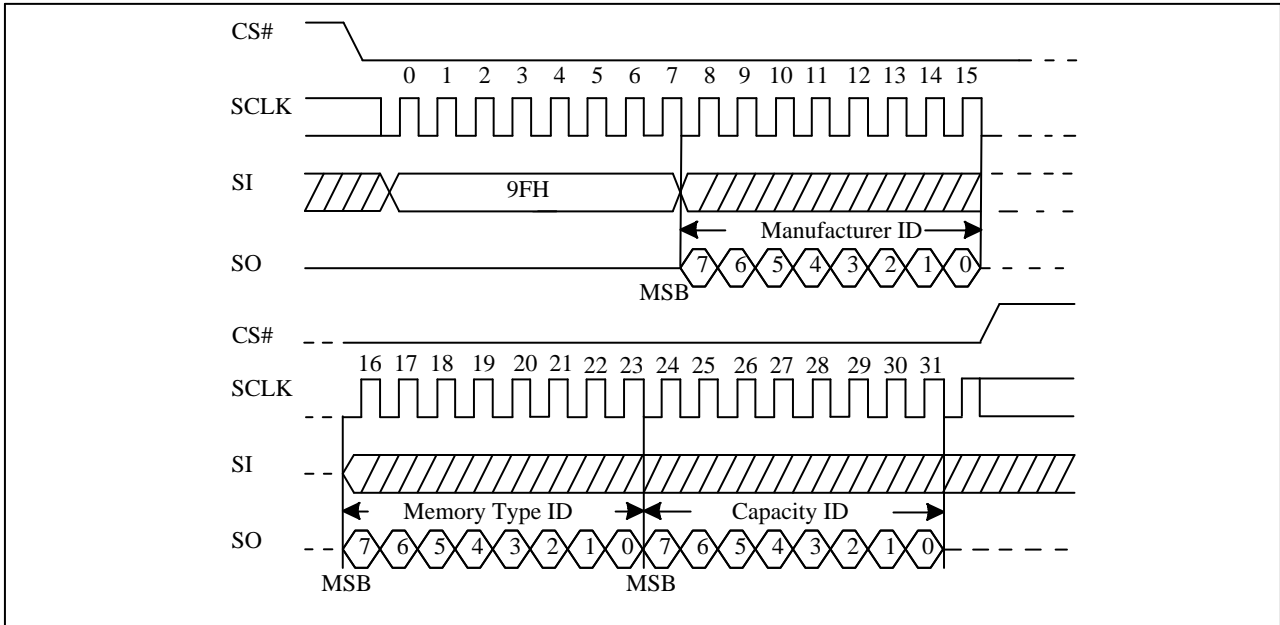 CS#
0 1 2 3 4 5 6 7 8 9 10 11 12 13 14 15
SCLK
SI
9FH
Manufacturer ID
SO
7 6 5 4 3 2 1 0
MSB
CS#
16 17 18 19 20 21 22 23 24 25 26 27 28 29 30 31
SCLK
SI
Memory Type ID Capacity ID
SO
7 6 5 4 3 2 1 0 7 6 5 4 3 2 1 0
MSB MSB